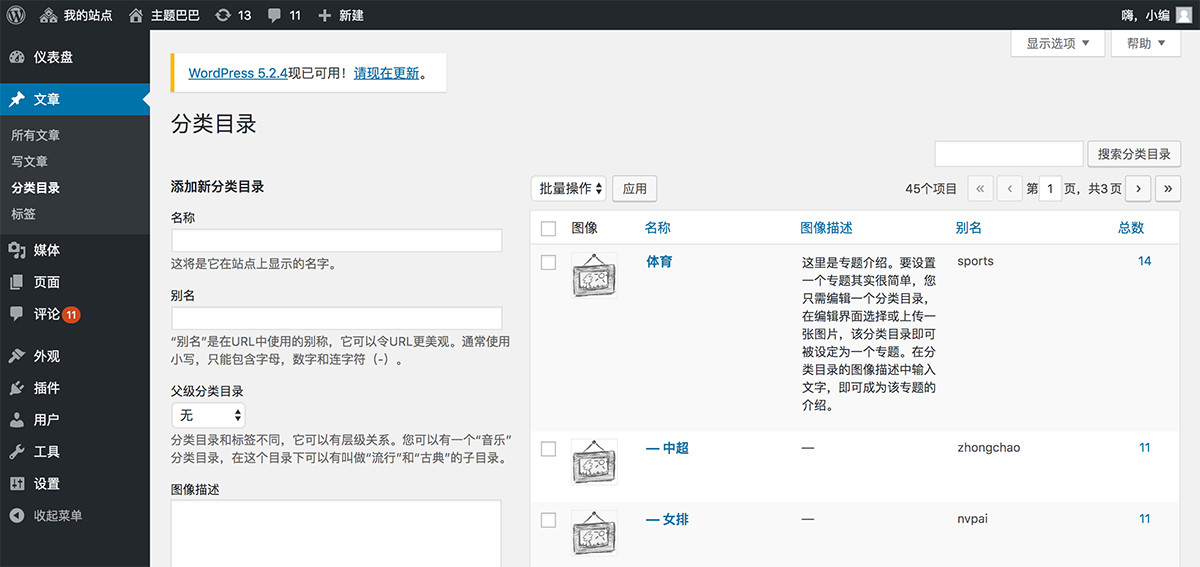 我的站点 主题巴巴 13 11 新建 嗨，小编
仪表盘
文章
所有文章
写文章
分类目录
标签
媒体
页面
评论 11
外观
插件
用户
工具
设置
收起菜单
显示选项 帮助
WordPress 5.2.4现已可用！请现在更新。
分类目录
搜索分类目录
添加新分类目录
名称
这将是它在站点上显示的名字。
别名
“别名”是在URL中使用的别称，它可以令URL更美观。通常使用
小写，只能包含字母，数字和连字符（-）。
父级分类目录
无
分类目录和标签不同，它可以有层级关系。您可以有一个“音乐”
分类目录，在这个目录下可以有叫做“流行”和“古典”的子目录。
图像描述
批量操作 应用 45个项目 « ‹ 第 1 页，共3页 › »
图像 名称 图像描述 别名 总数
体育 sports 14
这里是专题介绍。要设置
一个专题其实很简单，您
只需编辑一个分类目录，
在编辑界面选择或上传一
张图片，该分类目录即可
被设定为一个专题。在分
类目录的图像描述中输入
文字，即可成为该专题的
介绍。
— 中超 — zhongchao 11
— 女排 — nvpai 11